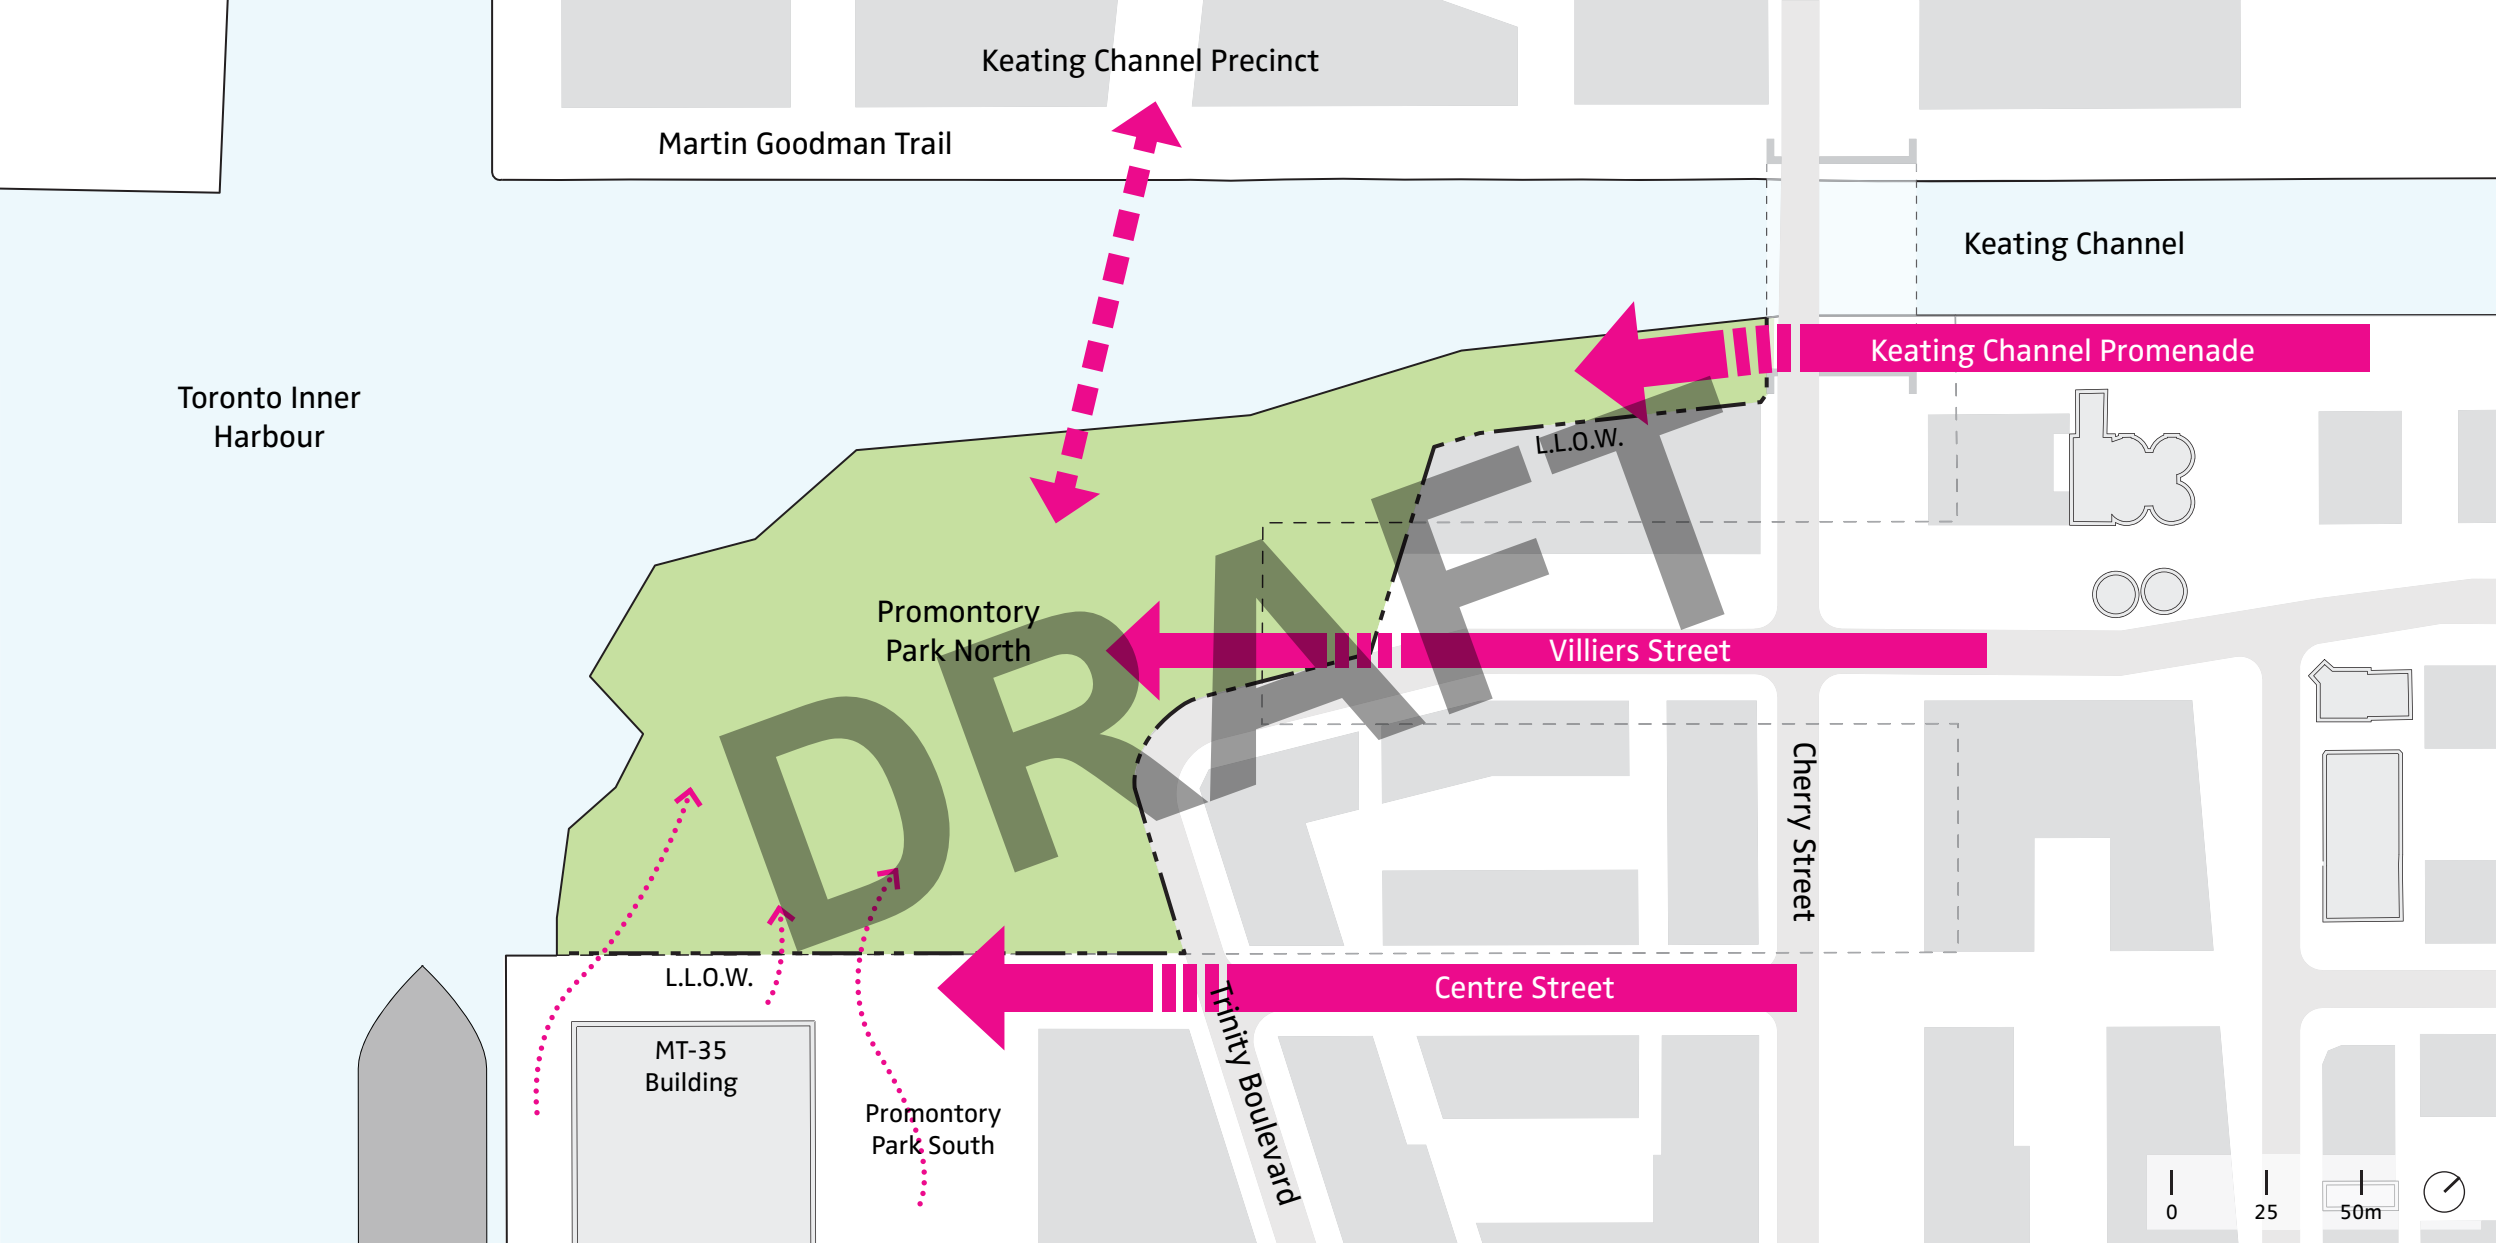 Keating Channel Precinct
Martin Goodman Trail
Keating Channel
Keating Channel Promenade
Toronto Inner
Harbour
L.L.O.W.
Promontory
Park North
Villiers Street
DRAFT
Cherry Street
L.L.O.W.
Centre Street
Trinity Boulevard
MT-35
Building
Promontory
Park South
0 25 50m